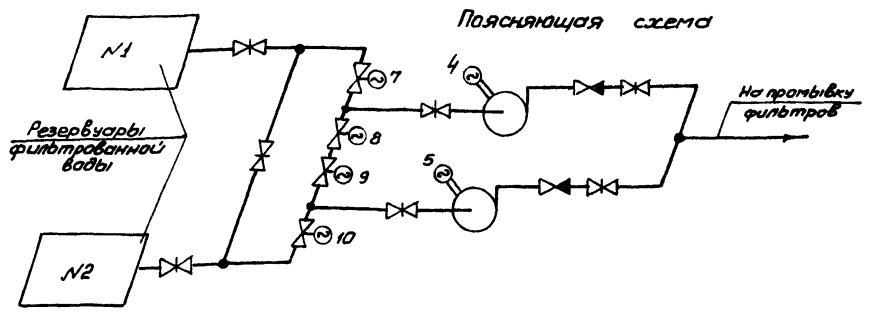 Поясняющая схема
N1
7
4
На промывку
фильтров
8
Резервуары
фильтрованной
воды
9
5
10
N2